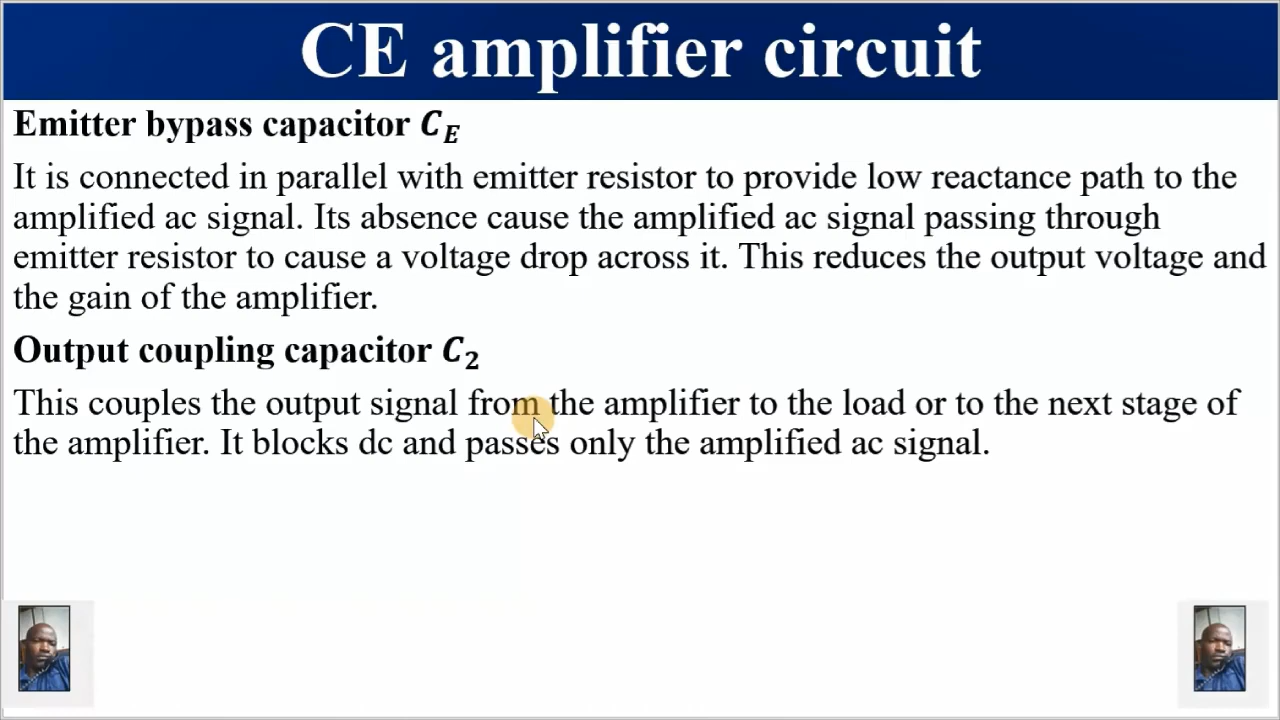 CE amplifier circuit
Emitter bypass capacitor C_E
It is connected in parallel with emitter resistor to provide low reactance path to the
amplified ac signal. Its absence cause the amplified ac signal passing through
emitter resistor to cause a voltage drop across it. This reduces the output voltage and
the gain of the amplifier.
Output coupling capacitor C_2
This couples the output signal from the amplifier to the load or to the next stage of
the amplifier. It blocks dc and passes only the amplified ac signal.